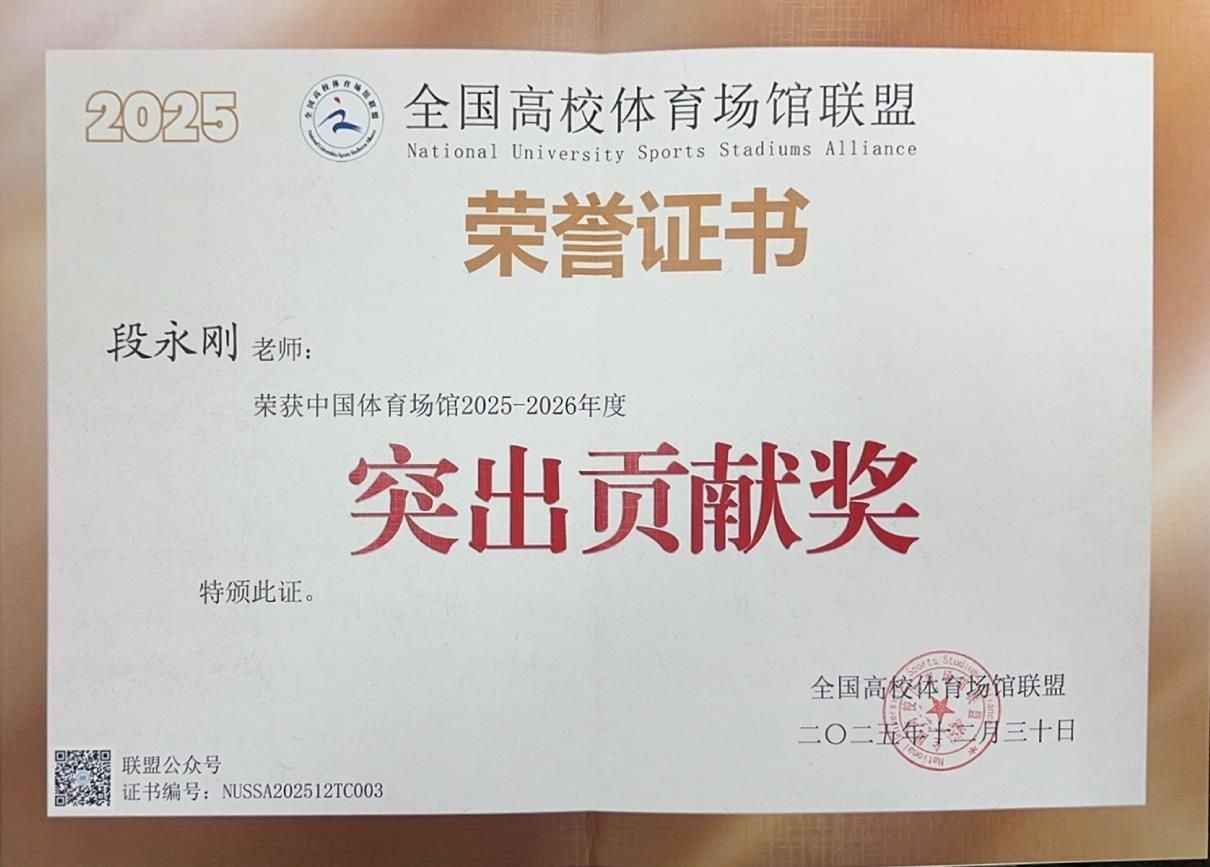 2025
全国高校体育场馆联盟
National University Sports Stadiums Alliance
荣誉证书
段永刚 老师：
荣获中国体育场馆2025-2026年度
突出贡献奖
特颁此证。
全国高校体育场馆联盟
二〇二五年十二月三十日
联盟公众号
证书编号：NUSSA202512TC003